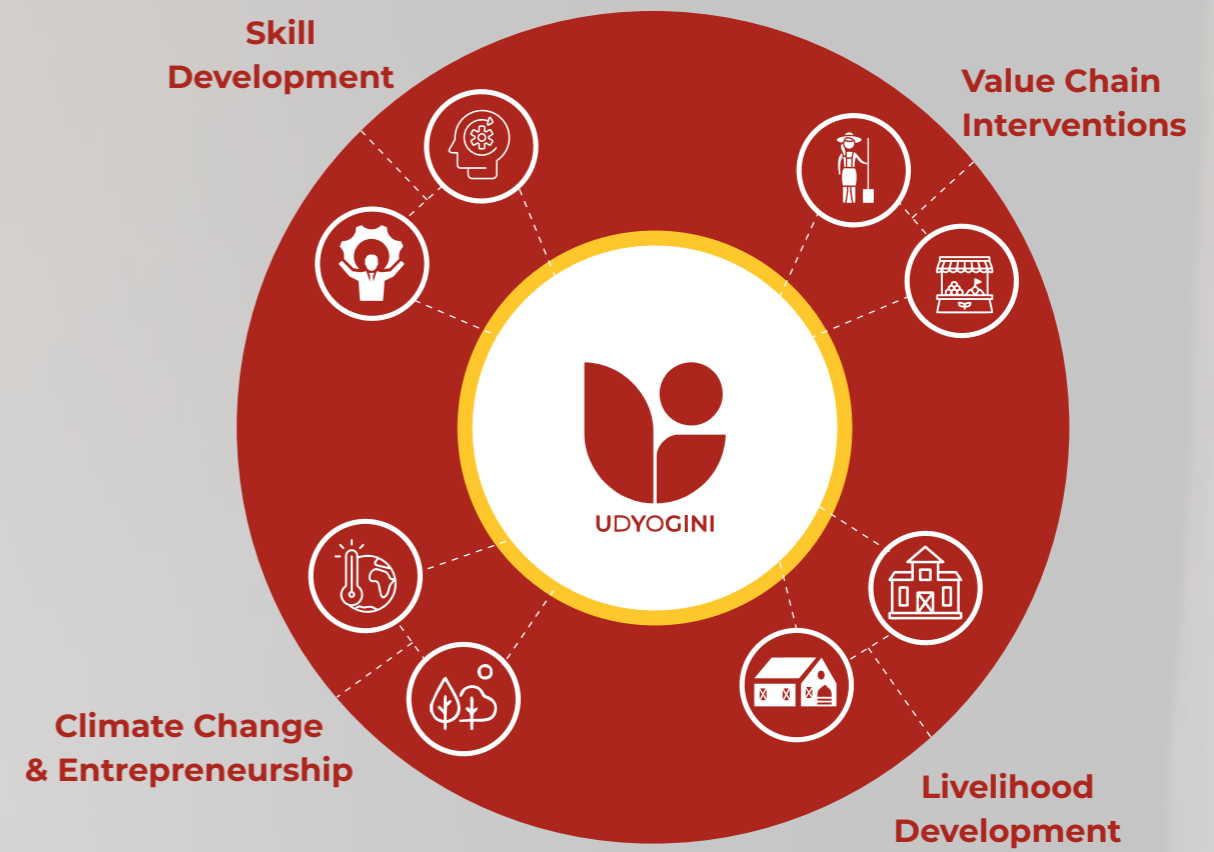 Skill
Development
Value Chain
Interventions
UDYOGINI
Climate Change
& Entrepreneurship
Livelihood
Development